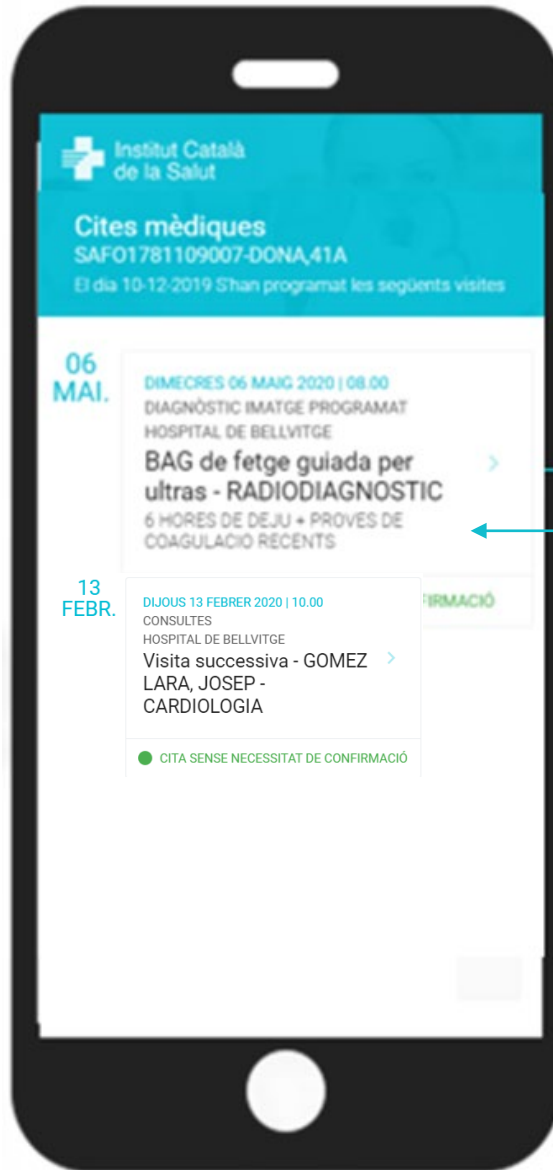 Institut Català
de la Salut
Cites mèdiques
SAFO1781109007-DONA,41A
El dia 10-12-2019 S'han programat les següents visites
06
MAI.
DIMECRES 06 MAIG 2020 | 08.00
DIAGNÒSTIC IMATGE PROGRAMAT
HOSPITAL DE BELLVITGE
BAG de fetge guiada per
ultras - RADIODIAGNOSTIC
6 HORES DE DEJU + PROVES DE
COAGULACIO RECENTS
13
FEBR.
DIJOUS 13 FEBRER 2020 | 10.00
CONSULTES
HOSPITAL DE BELLVITGE
Visita successiva - GOMEZ
LARA, JOSEP -
CARDIOLOGIA
CITA SENSE NECESSITAT DE CONFIRMACIÓ